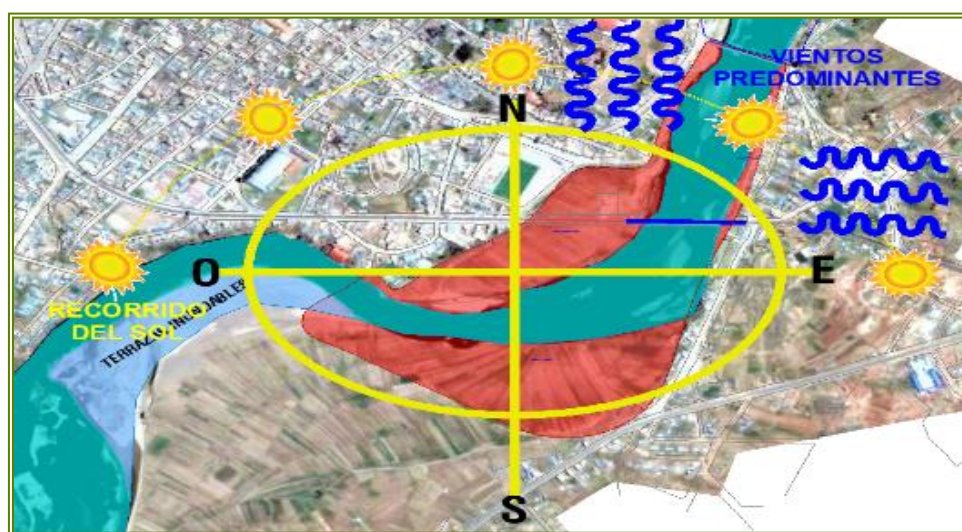 VIENTOS
PREDOMINANTES
N
O
E
RECORRIDO
DEL SOL
S